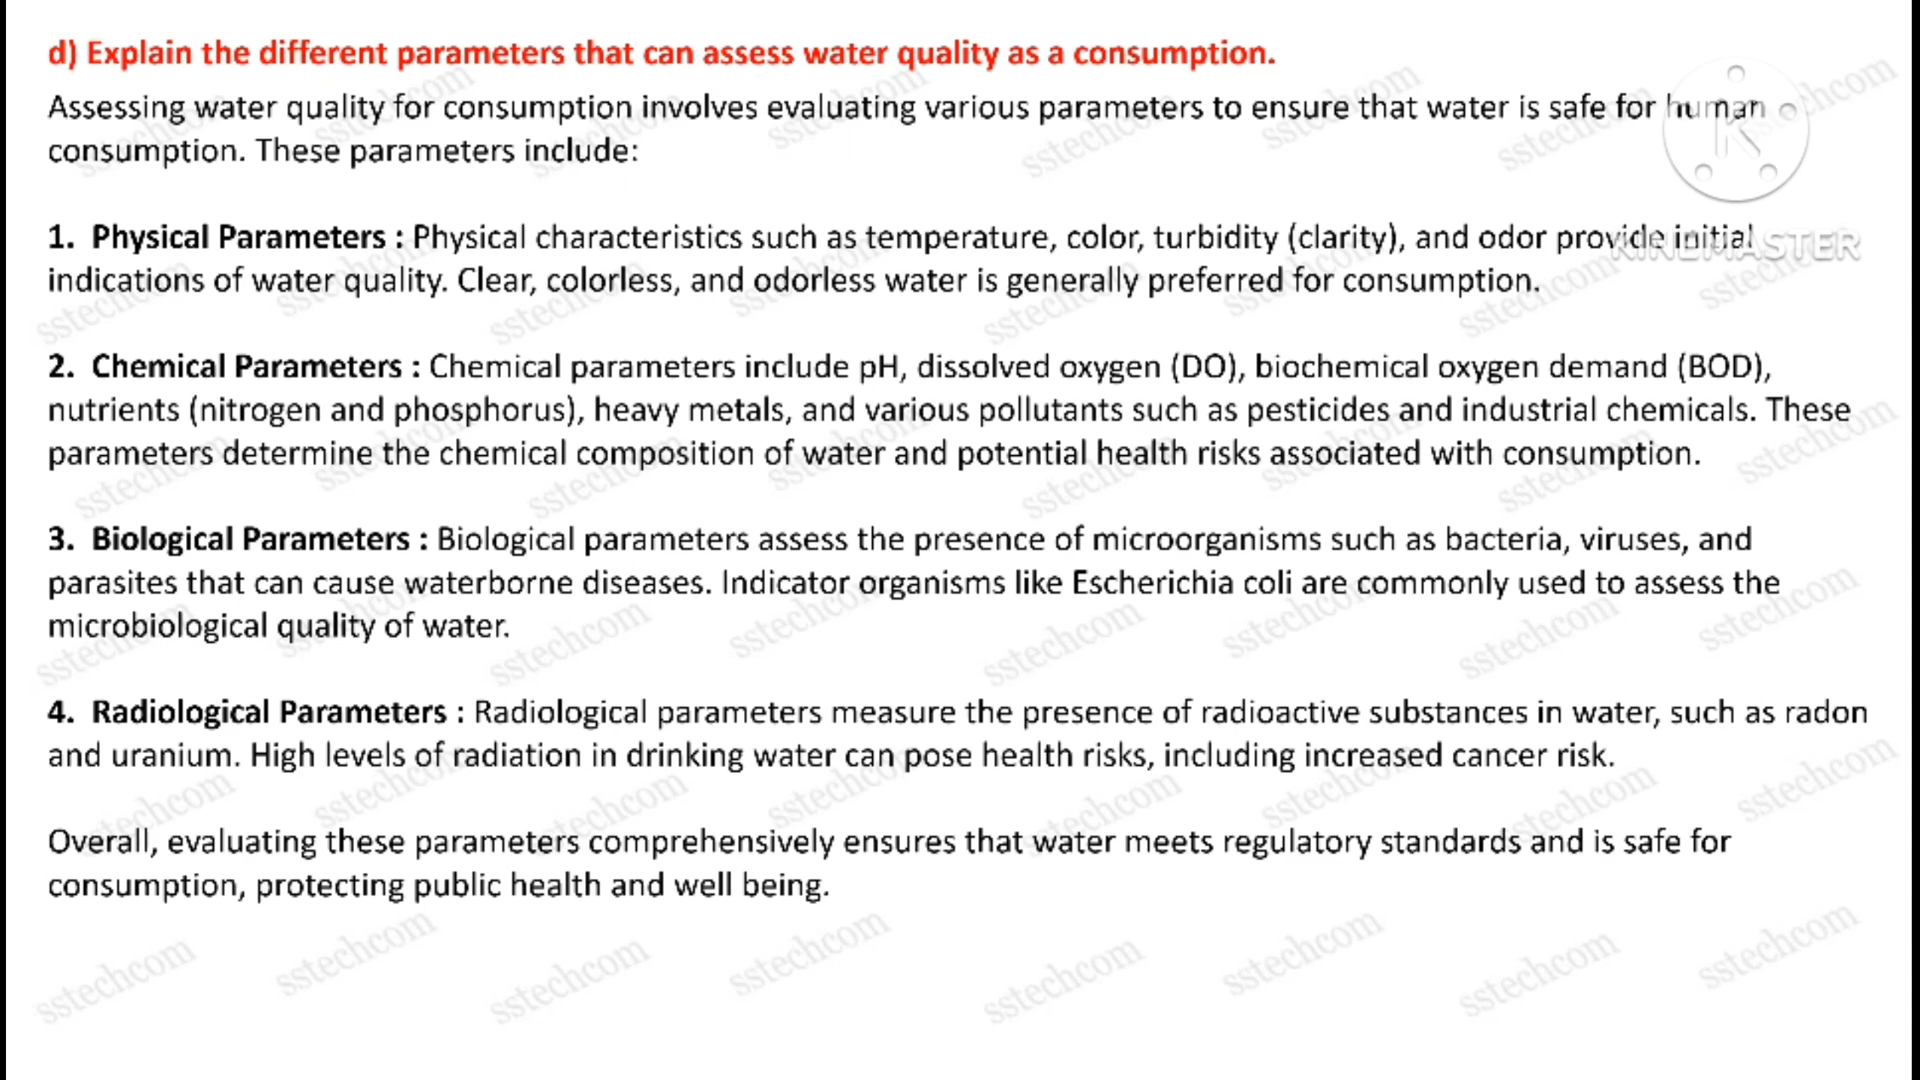 d) Explain the different parameters that can assess water quality as a consumption.
Assessing water quality for consumption involves evaluating various parameters to ensure that water is safe for human
consumption. These parameters include:
1. Physical Parameters : Physical characteristics such as temperature, color, turbidity (clarity), and odor provide initial
indications of water quality. Clear, colorless, and odorless water is generally preferred for consumption.
2. Chemical Parameters : Chemical parameters include pH, dissolved oxygen (DO), biochemical oxygen demand (BOD),
nutrients (nitrogen and phosphorus), heavy metals, and various pollutants such as pesticides and industrial chemicals. These
parameters determine the chemical composition of water and potential health risks associated with consumption.
3. Biological Parameters : Biological parameters assess the presence of microorganisms such as bacteria, viruses, and
parasites that can cause waterborne diseases. Indicator organisms like Escherichia coli are commonly used to assess the
microbiological quality of water.
4. Radiological Parameters : Radiological parameters measure the presence of radioactive substances in water, such as radon
and uranium. High levels of radiation in drinking water can pose health risks, including increased cancer risk.
Overall, evaluating these parameters comprehensively ensures that water meets regulatory standards and is safe for
consumption, protecting public health and well being.
K
KINEMASTER
sstechcom